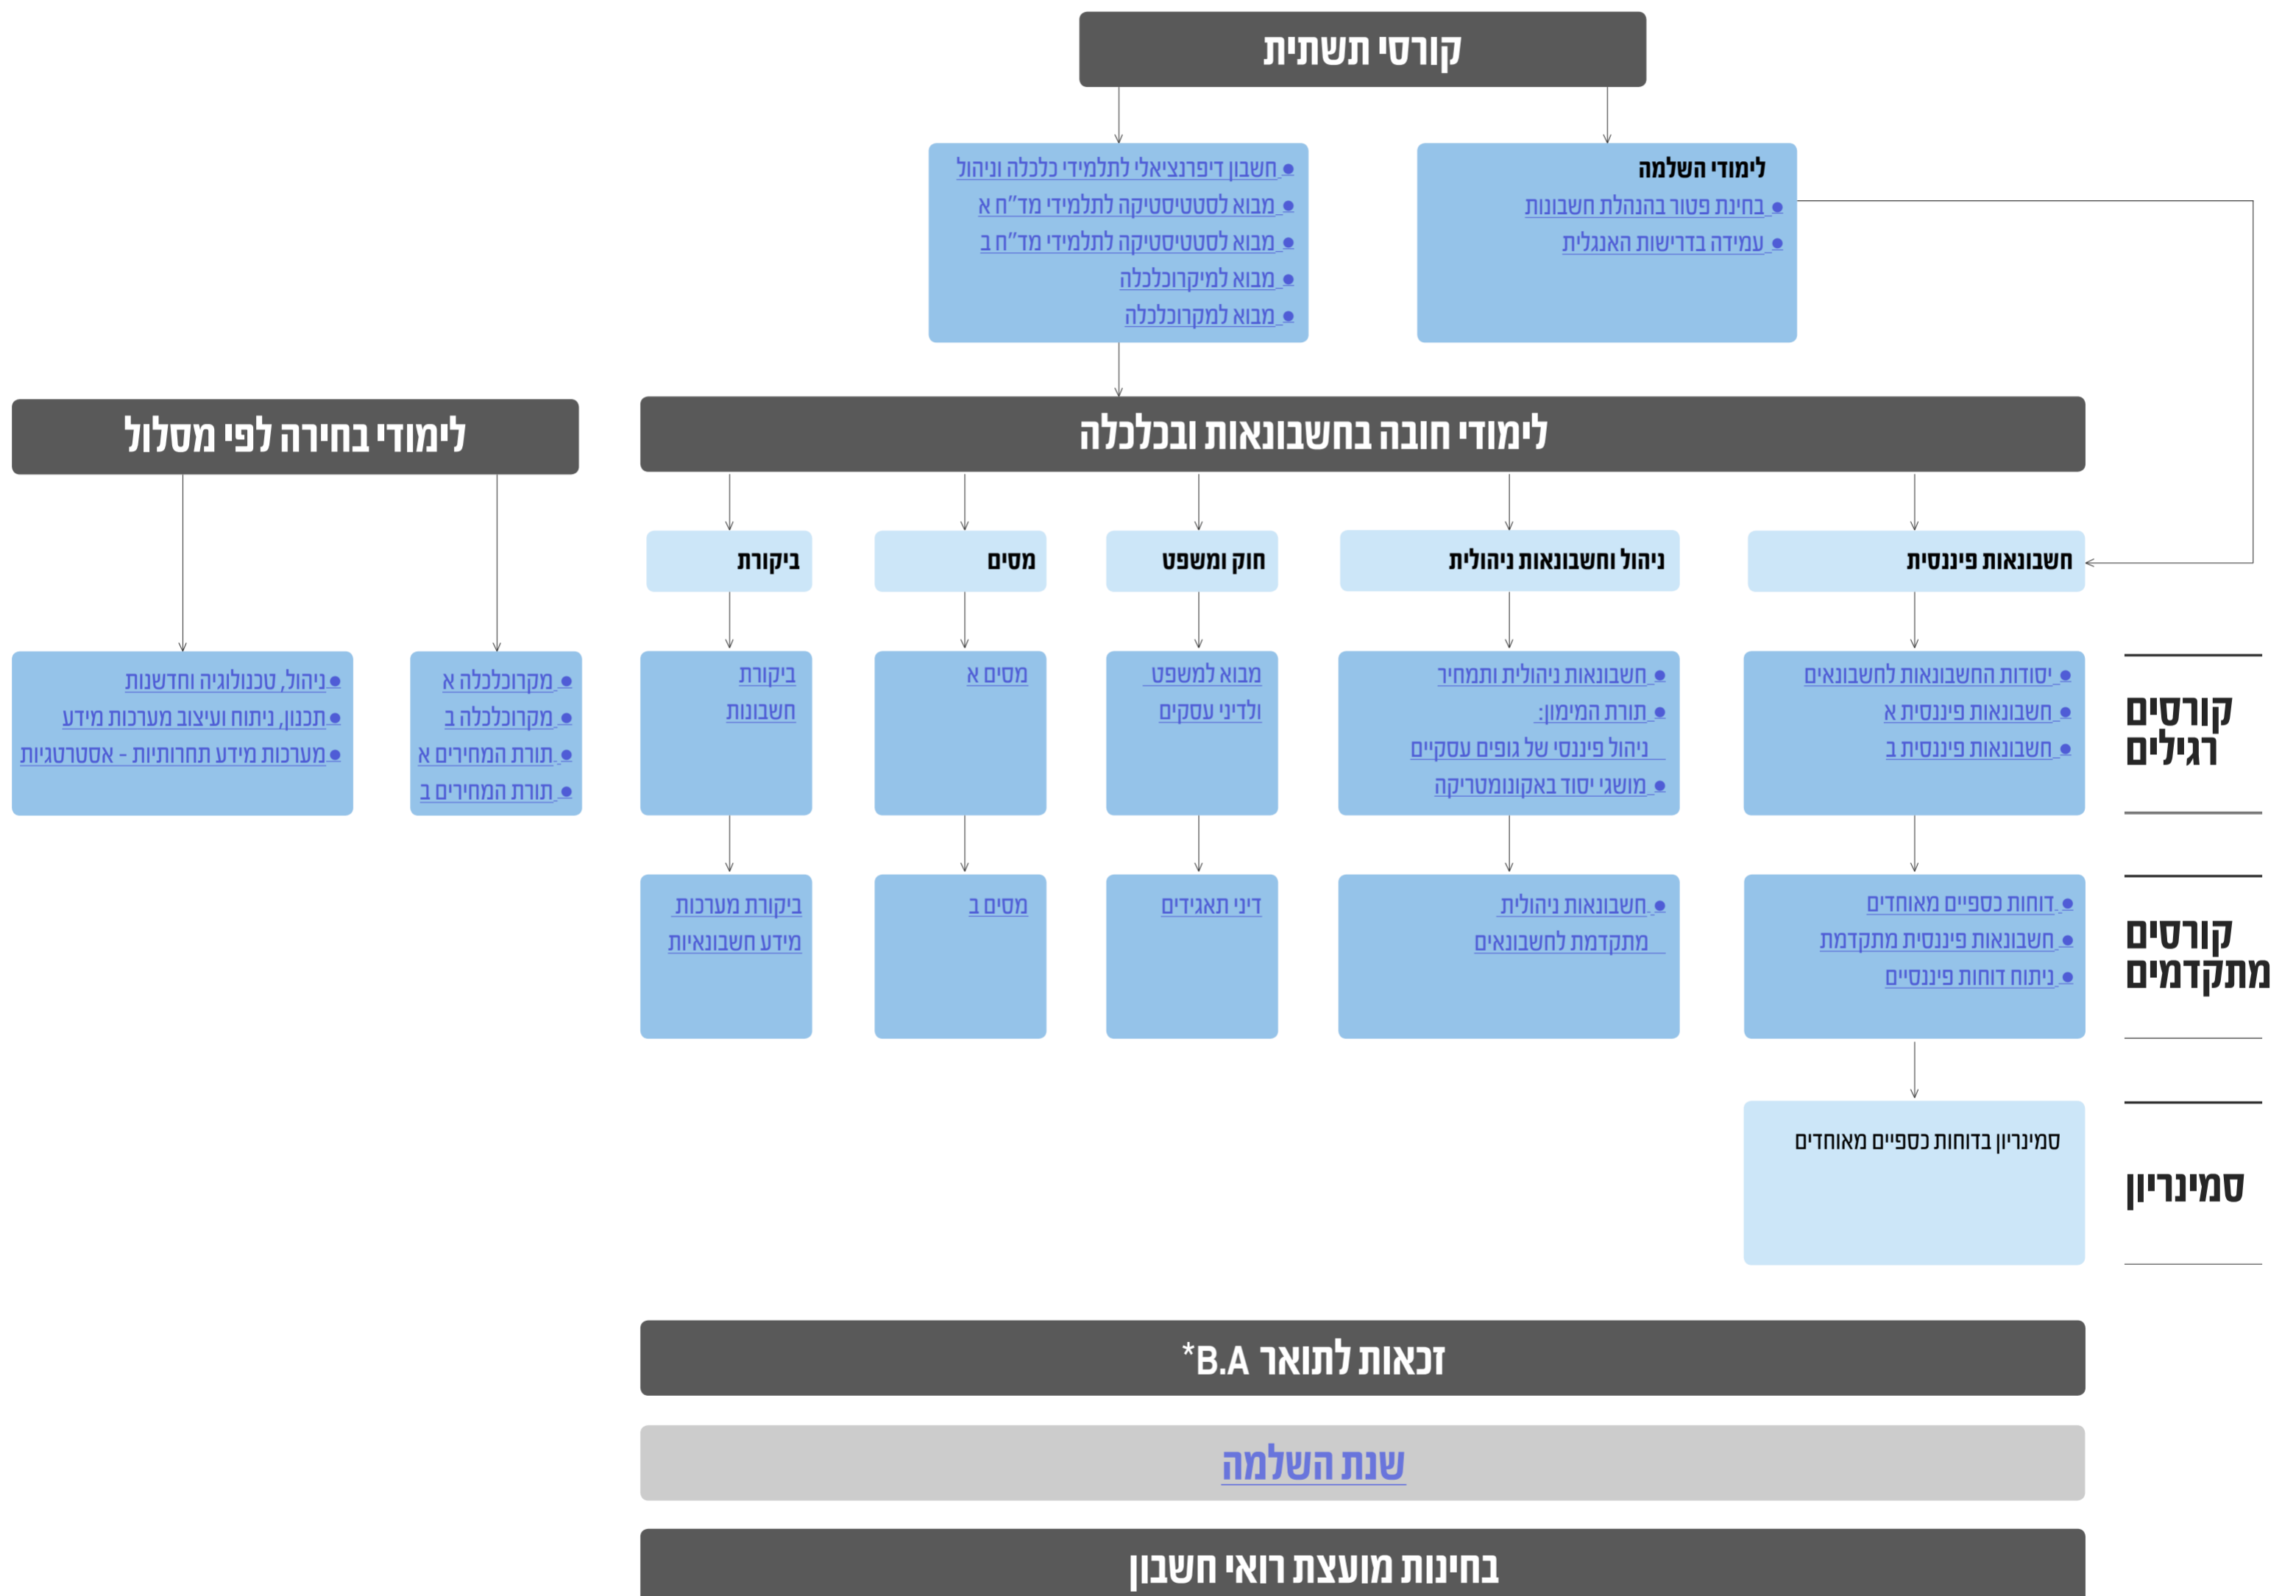 קורסי תשתית
לימודי השלמה
• בחינת פטור בהנהלת חשבונות
• עמידה בדרישות האנגלית
• חשבון דיפרנציאלי לתלמידי כלכלה וניהול
• מבוא לסטטיסטיקה לתלמידי מד"ח א
• מבוא לסטטיסטיקה לתלמידי מד"ח ב
• מבוא למיקרוכלכלה
• מבוא למקרוכלכלה
לימודי חובה בחשבונאות ובכלכלה
לימודי בחירה לפי מסלול
חשבונאות פיננסית
ניהול וחשבונאות ניהולית
חוק ומשפט
מסים
ביקורת
קורסים
רגילים
• יסודות החשבונאות לחשבונאים
• חשבונאות פיננסית א
• חשבונאות פיננסית ב
• חשבונאות ניהולית ותמחיר
• תורת המימון:
ניהול פיננסי של גופים עסקיים
• מושגי יסוד באקונומטריקה
מבוא למשפט
ולדיני עסקים
מסים א
ביקורת
חשבונות
• מקרוכלכלה א
• מקרוכלכלה ב
• תורת המחירים א
• תורת המחירים ב
• ניהול, טכנולוגיה וחדשנות
• תכנון, ניתוח ועיצוב מערכות מידע
• מערכות מידע תחרותיות - אסטרטגיות
קורסים
מתקדמים
• דוחות כספיים מאוחדים
• חשבונאות פיננסית מתקדמת
• ניתוח דוחות פיננסיים
• חשבונאות ניהולית
מתקדמת לחשבונאים
דיני תאגידים
מסים ב
ביקורת מערכות
מידע חשבונאיות
סמינריון
סמינריון בדוחות כספיים מאוחדים
זכאות לתואר B.A*
שנת השלמה
בחינות מועצת רואי חשבון